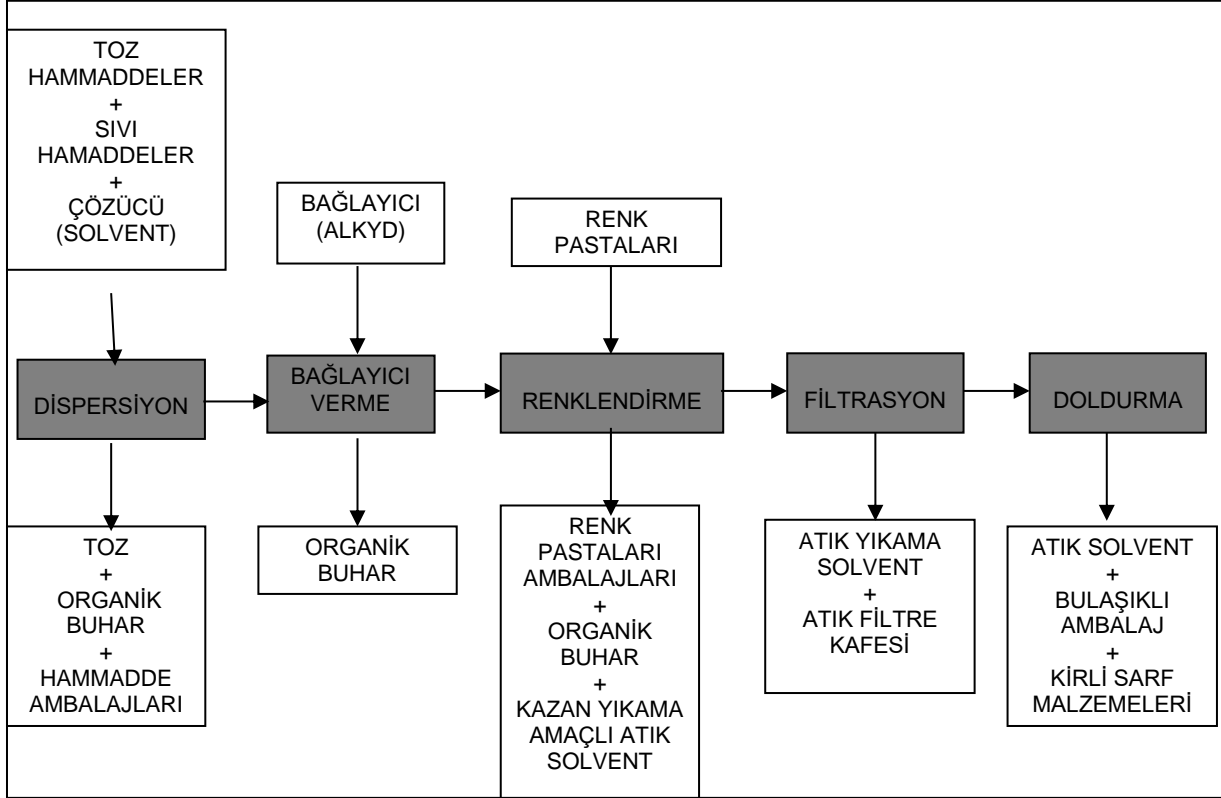 TOZ
HAMMADDELER
+
SIVI
HAMADDELER
+
ÇÖZÜCÜ
(SOLVENT)
BAĞLAYICI
(ALKYD)
RENK
PASTALARI
DİSPERSİYON
BAĞLAYICI
VERME
RENKLENDİRME
FİLTRASYON
DOLDURMA
TOZ
+
ORGANİK
BUHAR
+
HAMMADDE
AMBALAJLARI
ORGANİK
BUHAR
RENK
PASTALARI
AMBALAJLARI
+
ORGANİK
BUHAR
+
KAZAN YIKAMA
AMAÇLI ATIK
SOLVENT
ATIK YIKAMA
SOLVENT
+
ATIK FİLTRE
KAFESİ
ATIK SOLVENT
+
BULAŞIKLI
AMBALAJ
+
KİRLİ SARF
MALZEMELERİ